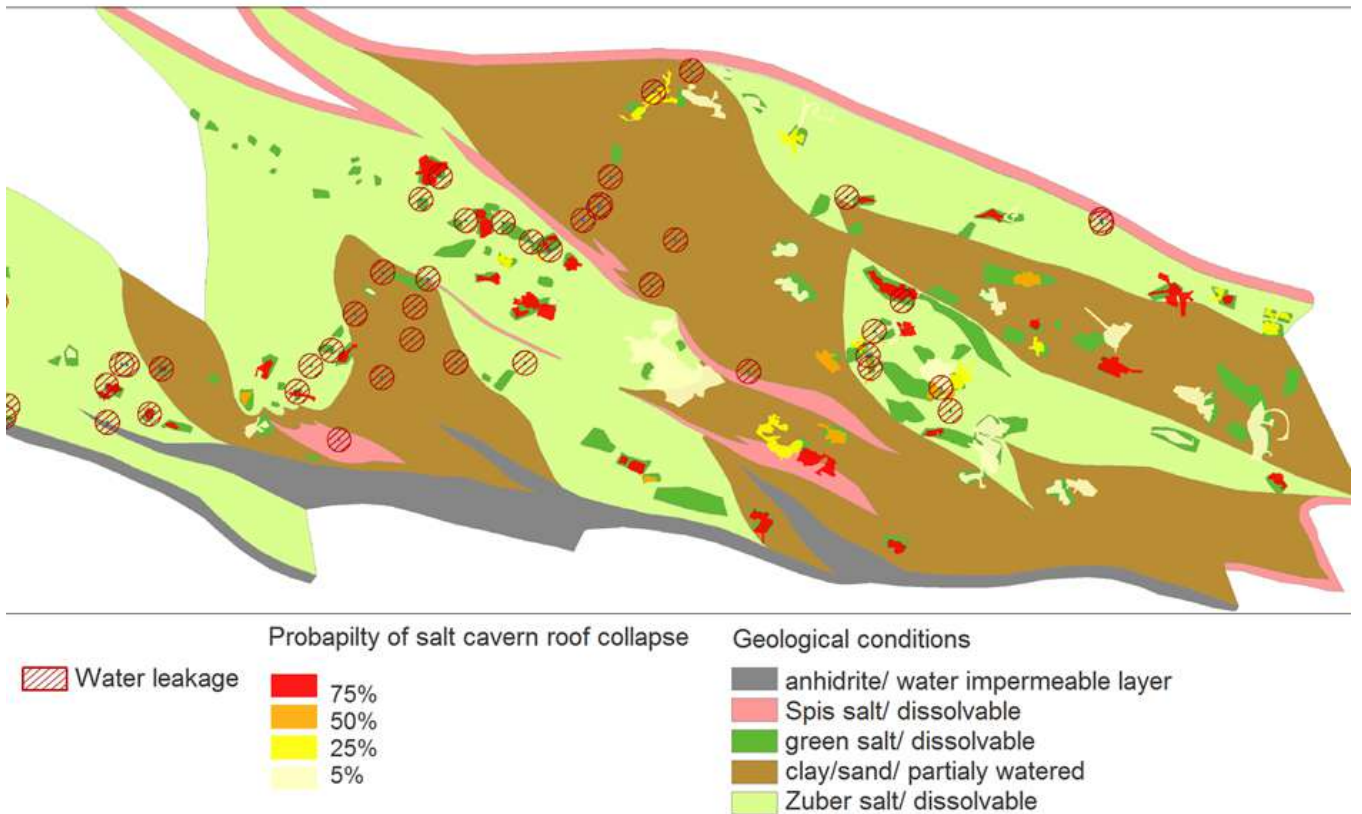 Probapilty of salt cavern roof collapse
Water leakage
75%
50%
25%
5%
Geological conditions
anhidrite/ water impermeable layer
Spis salt/ dissolvable
green salt/ dissolvable
clay/sand/ partialy watered
Zuber salt/ dissolvable